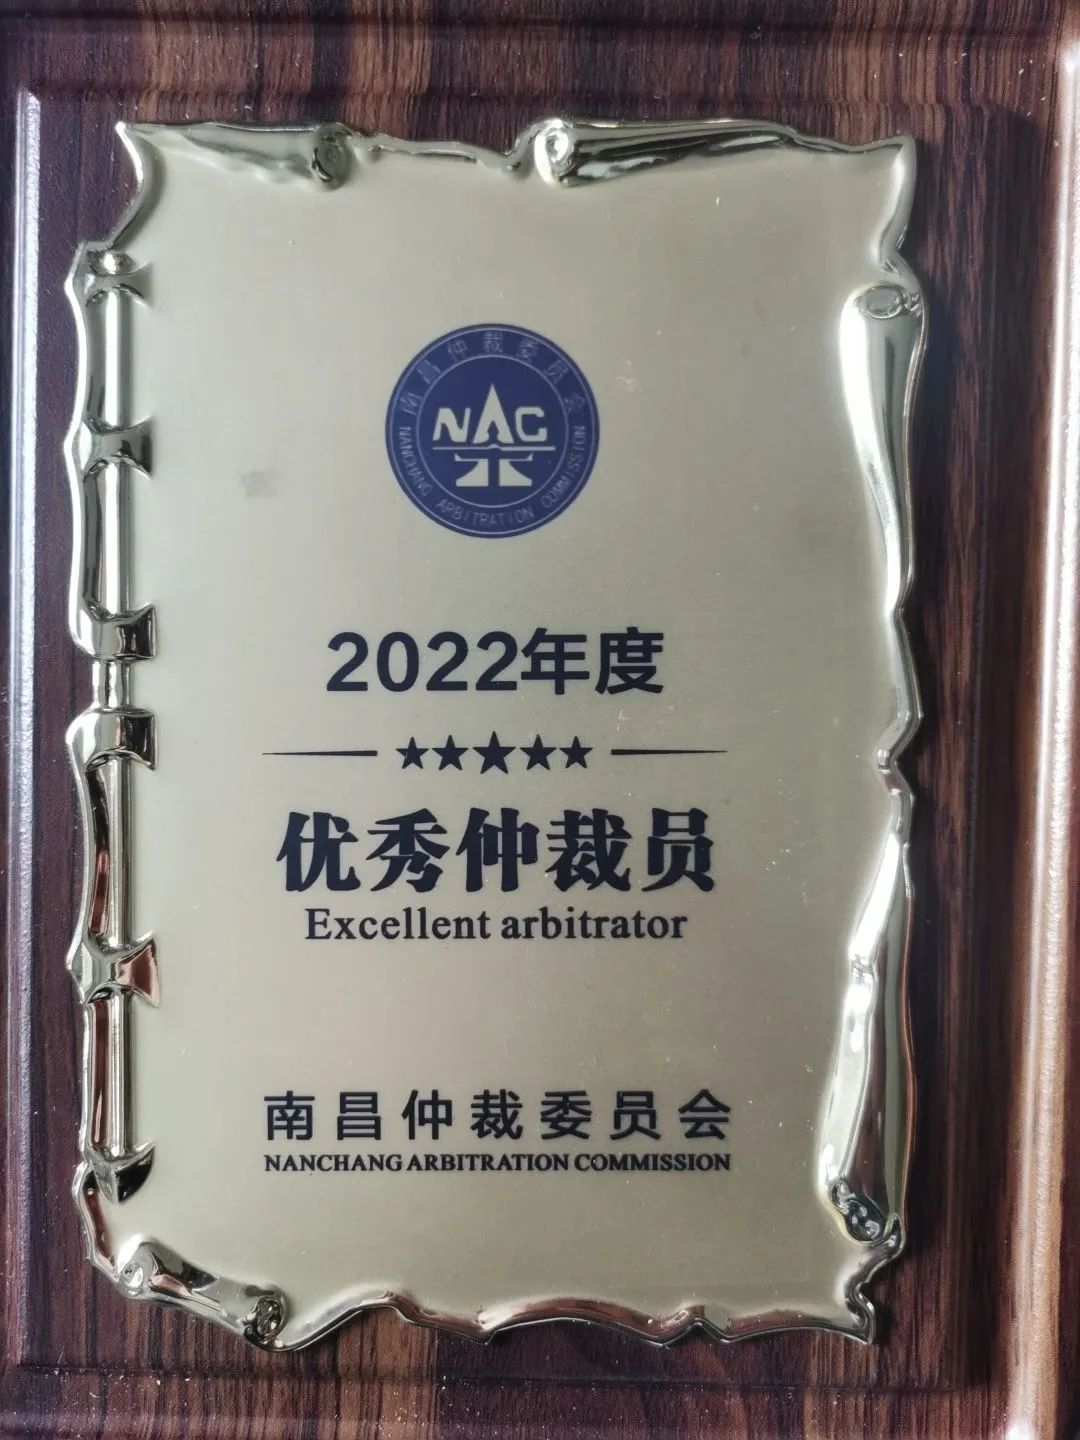 南昌仲裁委员会
NAC
NANCHANG ARBITRATION COMMISSION
2022年度
优秀仲裁员
Excellent arbitrator
南昌仲裁委员会
NANCHANG ARBITRATION COMMISSION